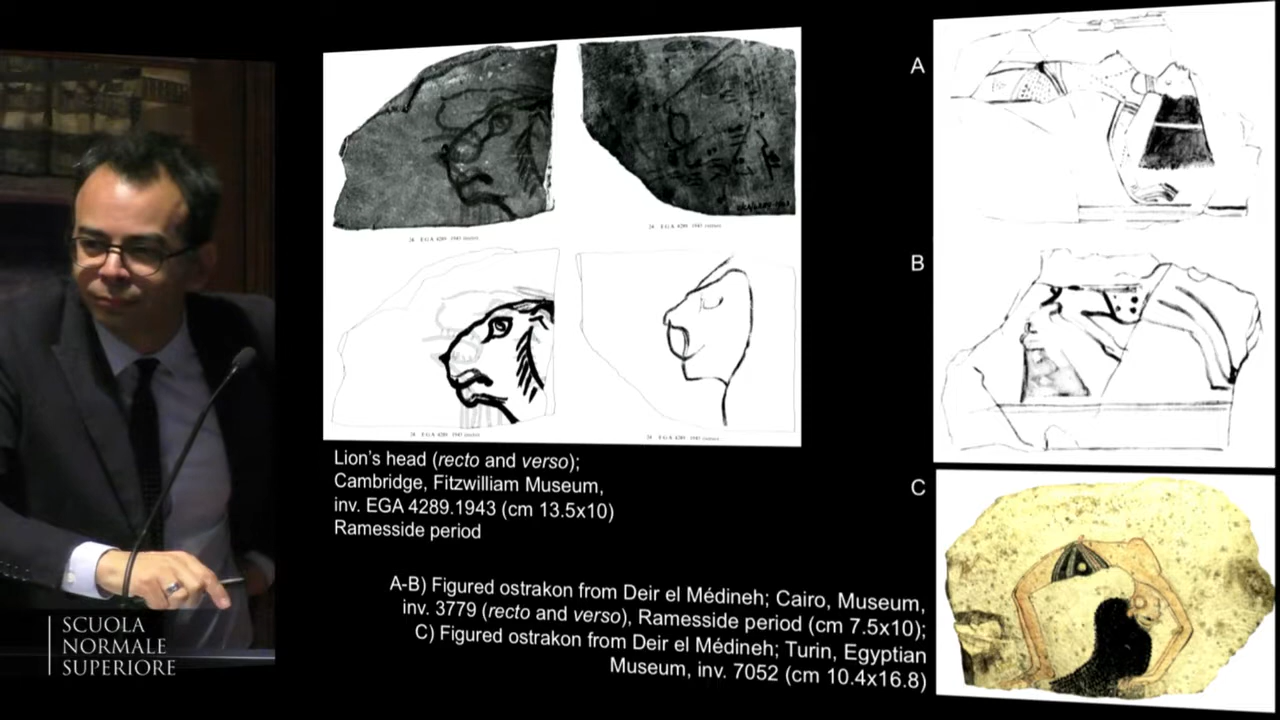 A
B
C
Lion's head (recto and verso);
Cambridge, Fitzwilliam Museum,
inv. EGA 4289.1943 (cm 13.5x10)
Ramesside period
A-B) Figured ostrakon from Deir el Médineh; Cairo, Museum,
inv. 3779 (recto and verso), Ramesside period (cm 7.5x10);
C) Figured ostrakon from Deir el Médineh; Turin, Egyptian
Museum, inv. 7052 (cm 10.4x16.8)
SCUOLA
NORMALE
SUPERIORE